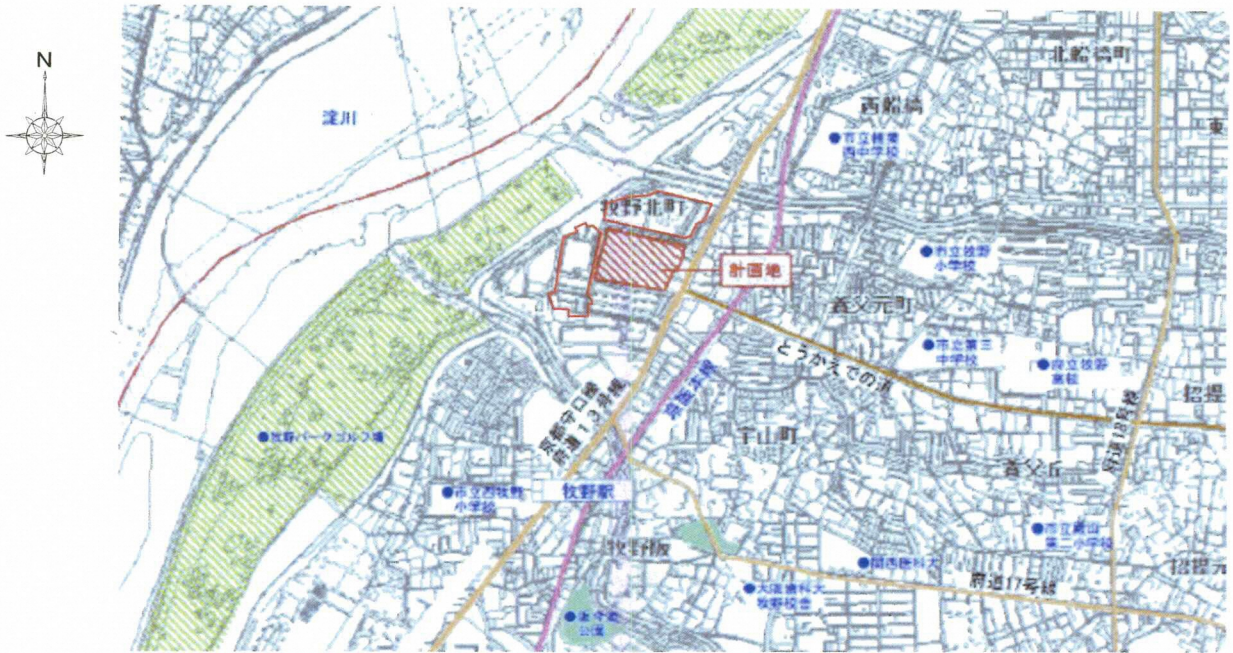 N
淀川
北船橋町
西船橋
東
●市立樟葉
西中学校
牧野北町
計画地
●市立牧野
小学校
養父元町
●市立第三
中学校
●府立牧野
高校
とうかえでの道
招提
府道18号線
京都守口線
府道13号線
京阪本線
宇山町
養父丘
●牧野パークゴルフ場
●市立西牧野
小学校
牧野駅
牧野阪
●市立殿山
第二小学校
●関西医科大
招提元
●大阪歯科大
牧野校舎
府道17号線
公園